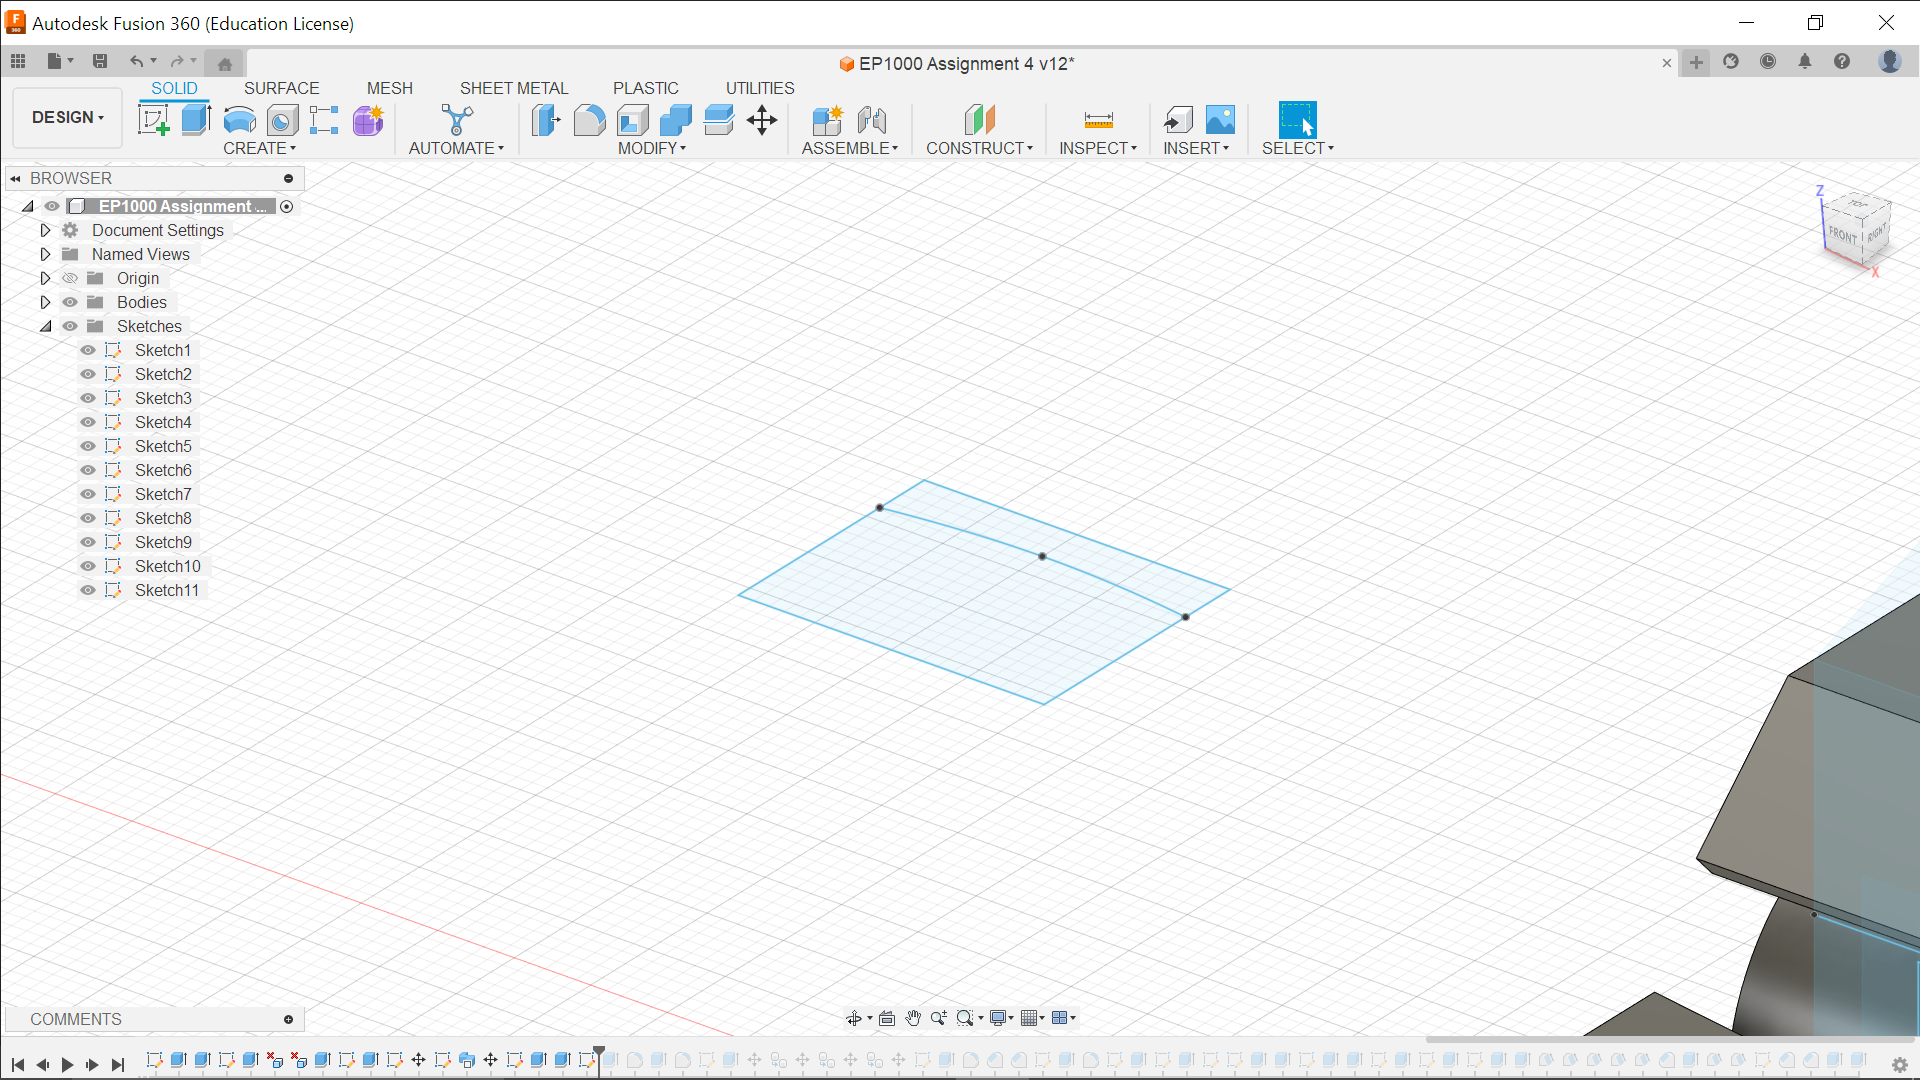 Autodesk Fusion 360 (Education License)
EP1000 Assignment 4 v12*
SOLID SURFACE MESH SHEET METAL PLASTIC UTILITIES
DESIGN
CREATE AUTOMATE MODIFY ASSEMBLE CONSTRUCT INSPECT INSERT SELECT
BROWSER
EP1000 Assignment ...
Document Settings
Named Views
Origin
Bodies
Sketches
Sketch1
Sketch2
Sketch3
Sketch4
Sketch5
Sketch6
Sketch7
Sketch8
Sketch9
Sketch10
Sketch11
Z
TOP
FRONT
RIGHT
X
COMMENTS